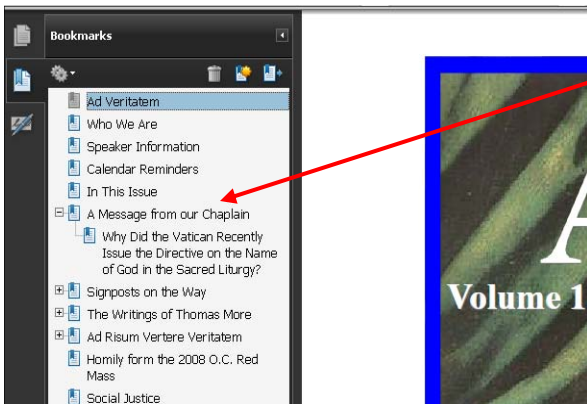 Bookmarks
Ad Veritatem
Who We Are
Speaker Information
Calendar Reminders
In This Issue
A Message from our Chaplain
Why Did the Vatican Recently
Issue the Directive on the Name
of God in the Sacred Liturgy?
Signposts on the Way
The Writings of Thomas More
Ad Risum Vertere Veritatem
Homily form the 2008 O.C. Red
Mass
Social Justice
A
Volume 1